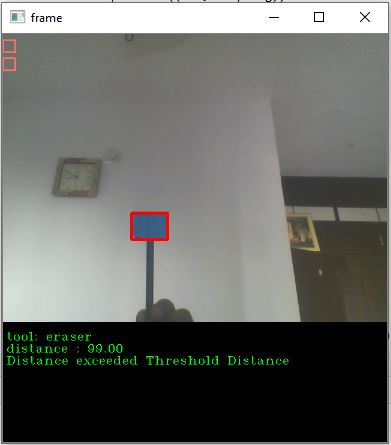 frame
tool: eraser
distance : 99.00
Distance exceeded Threshold Distance